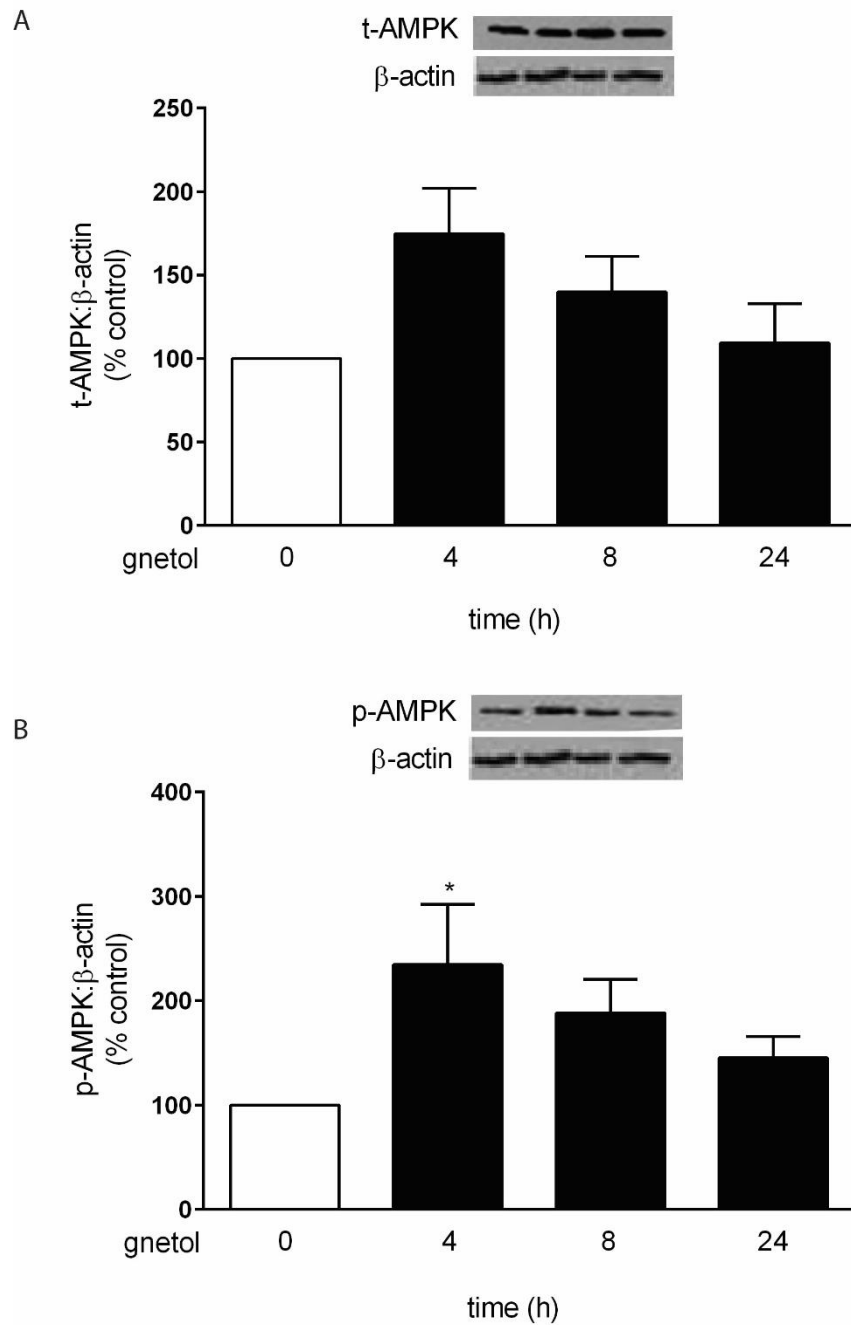 A
t-AMPK
β-actin
t-AMPK:β-actin
(% control)
250
200
150
100
50
0
gnetol 0 4 8 24
time (h)
B
p-AMPK
β-actin
p-AMPK:β-actin
(% control)
400
300
200
100
0
*
gnetol 0 4 8 24
time (h)